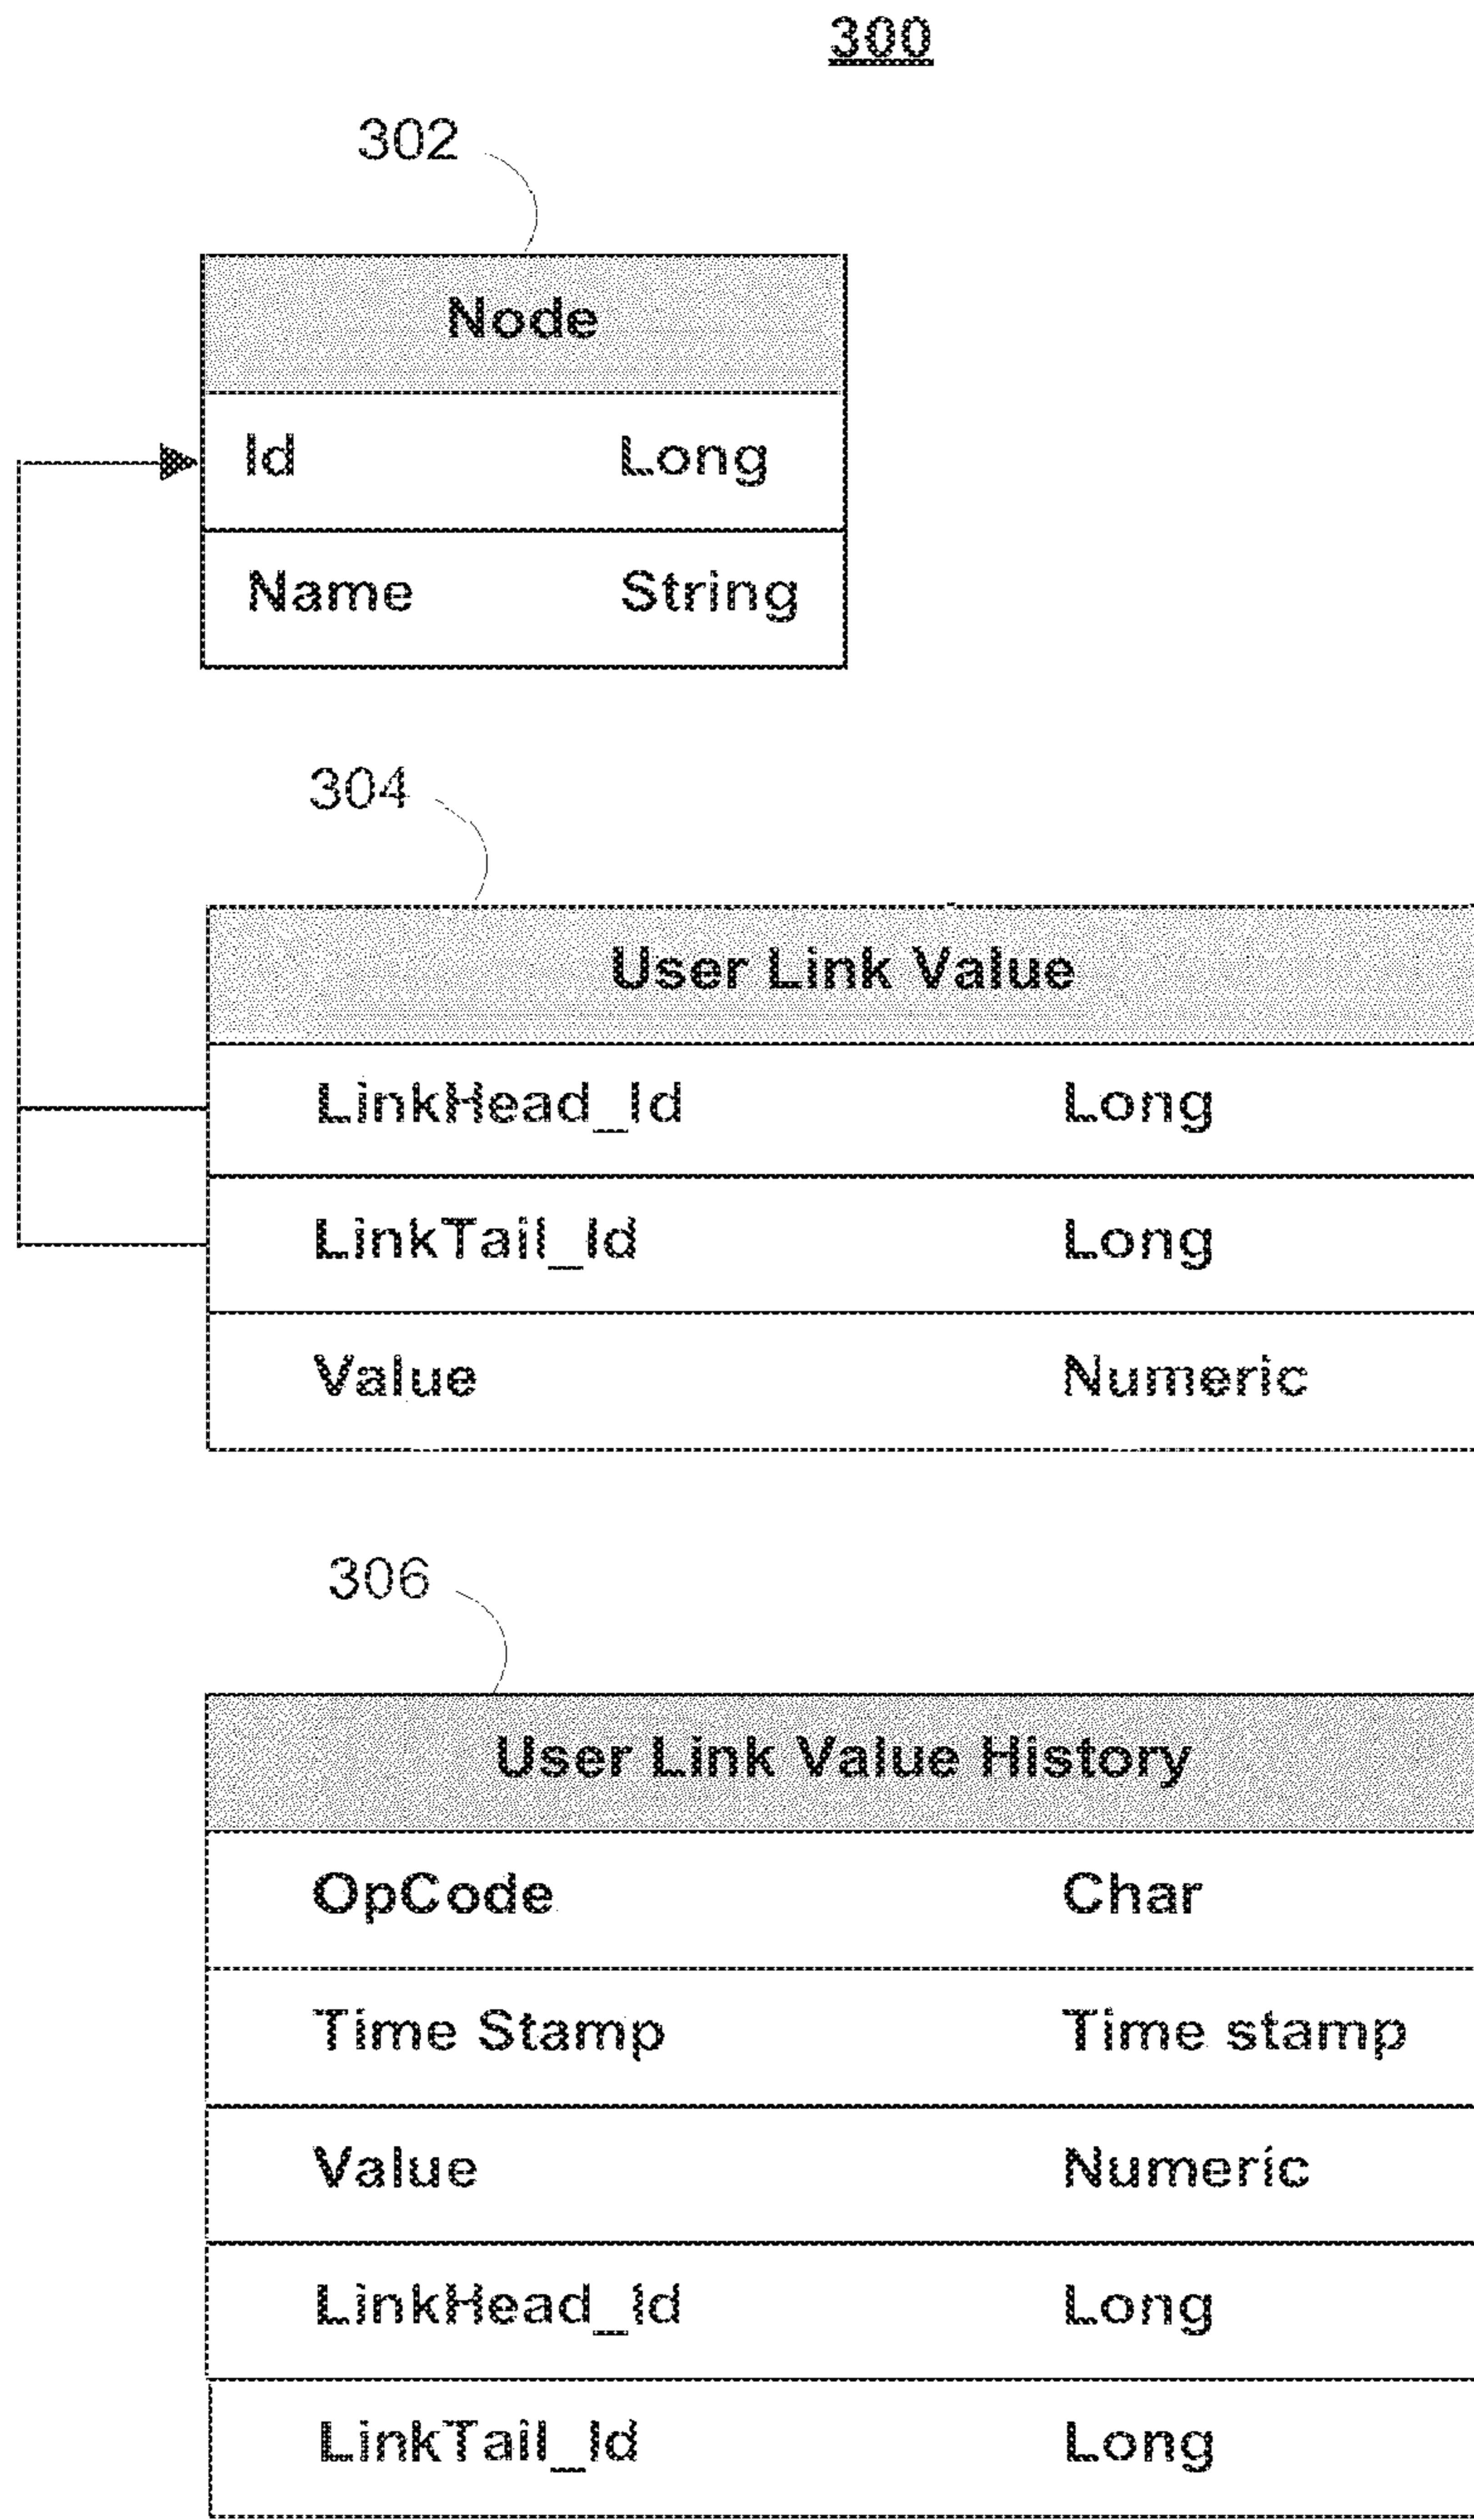 300
302
Node
Id Long
Name String
304
User Link Value
LinkHead_Id Long
LinkTail_Id Long
Value Numeric
306
User Link Value History
OpCode Char
Time Stamp Time stamp
Value Numeric
LinkHead_Id Long
LinkTail_Id Long